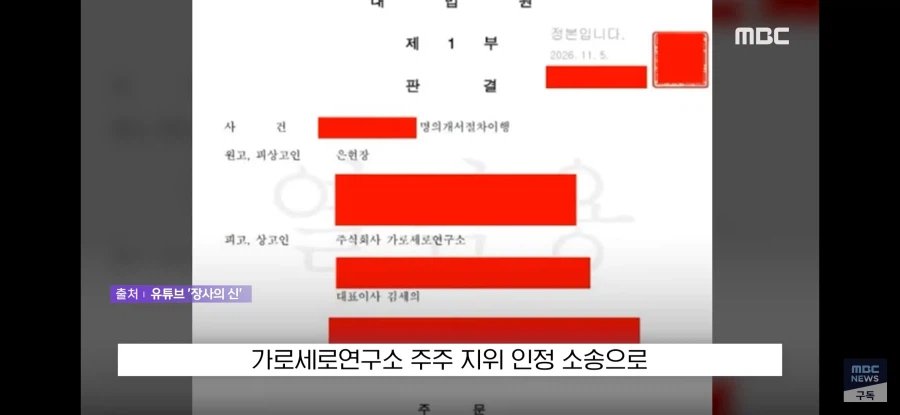 대 법 원
제 1 부
판 결
정본입니다.
2026. 11. 5.
MBC
사 건 명의개서절차이행
원고, 피상고인 은현장
열람용
피고, 상고인 주식회사 가로세로연구소
대표이사 김세의
출처 유튜브 '장사의 신'
가로세로연구소 주주 지위 인정 소송으로
주 문
MBC
NEWS
구독